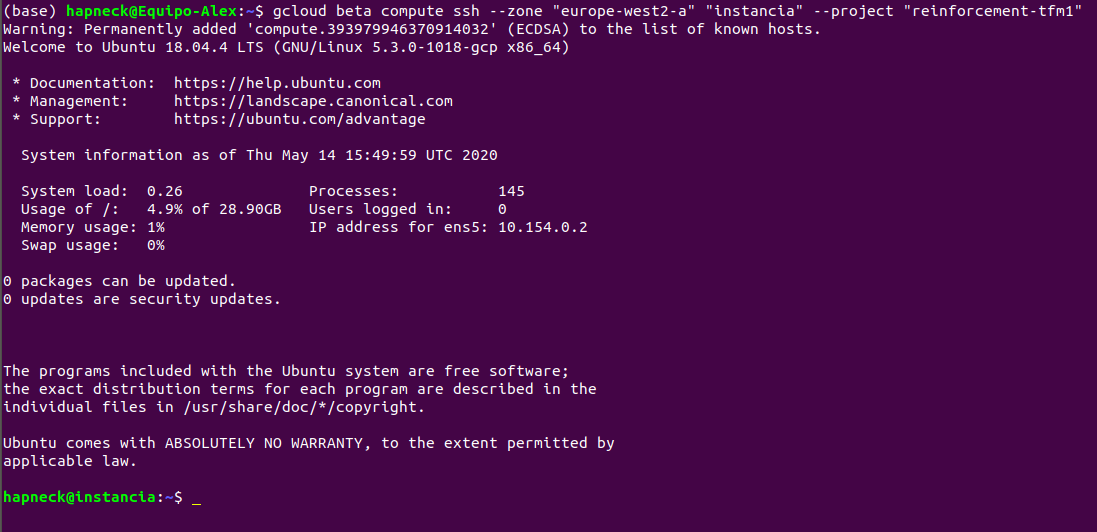 (base) hapneck@Equipo-Alex:~$ gcloud beta compute ssh --zone "europe-west2-a" "instancia" --project "reinforcement-tfm1"
Warning: Permanently added 'compute.393979946370914032' (ECDSA) to the list of known hosts.
Welcome to Ubuntu 18.04.4 LTS (GNU/Linux 5.3.0-1018-gcp x86_64)
* Documentation:  https://help.ubuntu.com
* Management:     https://landscape.canonical.com
* Support:        https://ubuntu.com/advantage
System information as of Thu May 14 15:49:59 UTC 2020
System load:  0.26              Processes:           145
Usage of /:   4.9% of 28.90GB   Users logged in:     0
Memory usage: 1%                IP address for ens5: 10.154.0.2
Swap usage:   0%
0 packages can be updated.
0 updates are security updates.
The programs included with the Ubuntu system are free software;
the exact distribution terms for each program are described in the
individual files in /usr/share/doc/*/copyright.
Ubuntu comes with ABSOLUTELY NO WARRANTY, to the extent permitted by
applicable law.
hapneck@instancia:~$ _